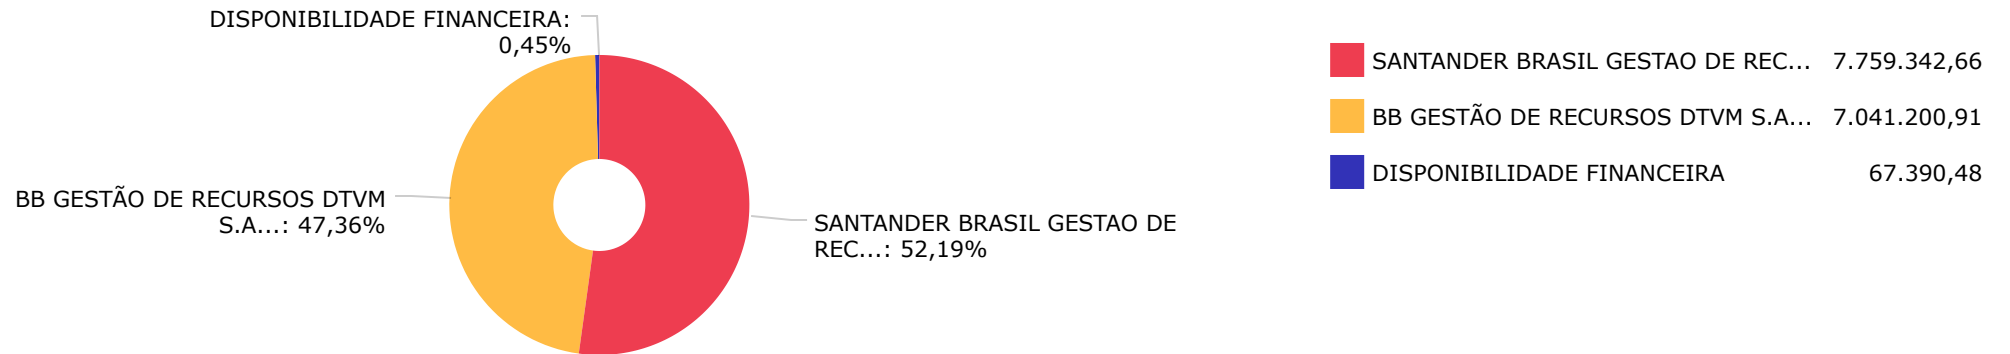 DISPONIBILIDADE FINANCEIRA:
0,45%
BB GESTÃO DE RECURSOS DTVM
S.A...: 47,36%
SANTANDER BRASIL GESTAO DE
REC...: 52,19%
SANTANDER BRASIL GESTAO DE REC... 7.759.342,66
BB GESTÃO DE RECURSOS DTVM S.A... 7.041.200,91
DISPONIBILIDADE FINANCEIRA 67.390,48